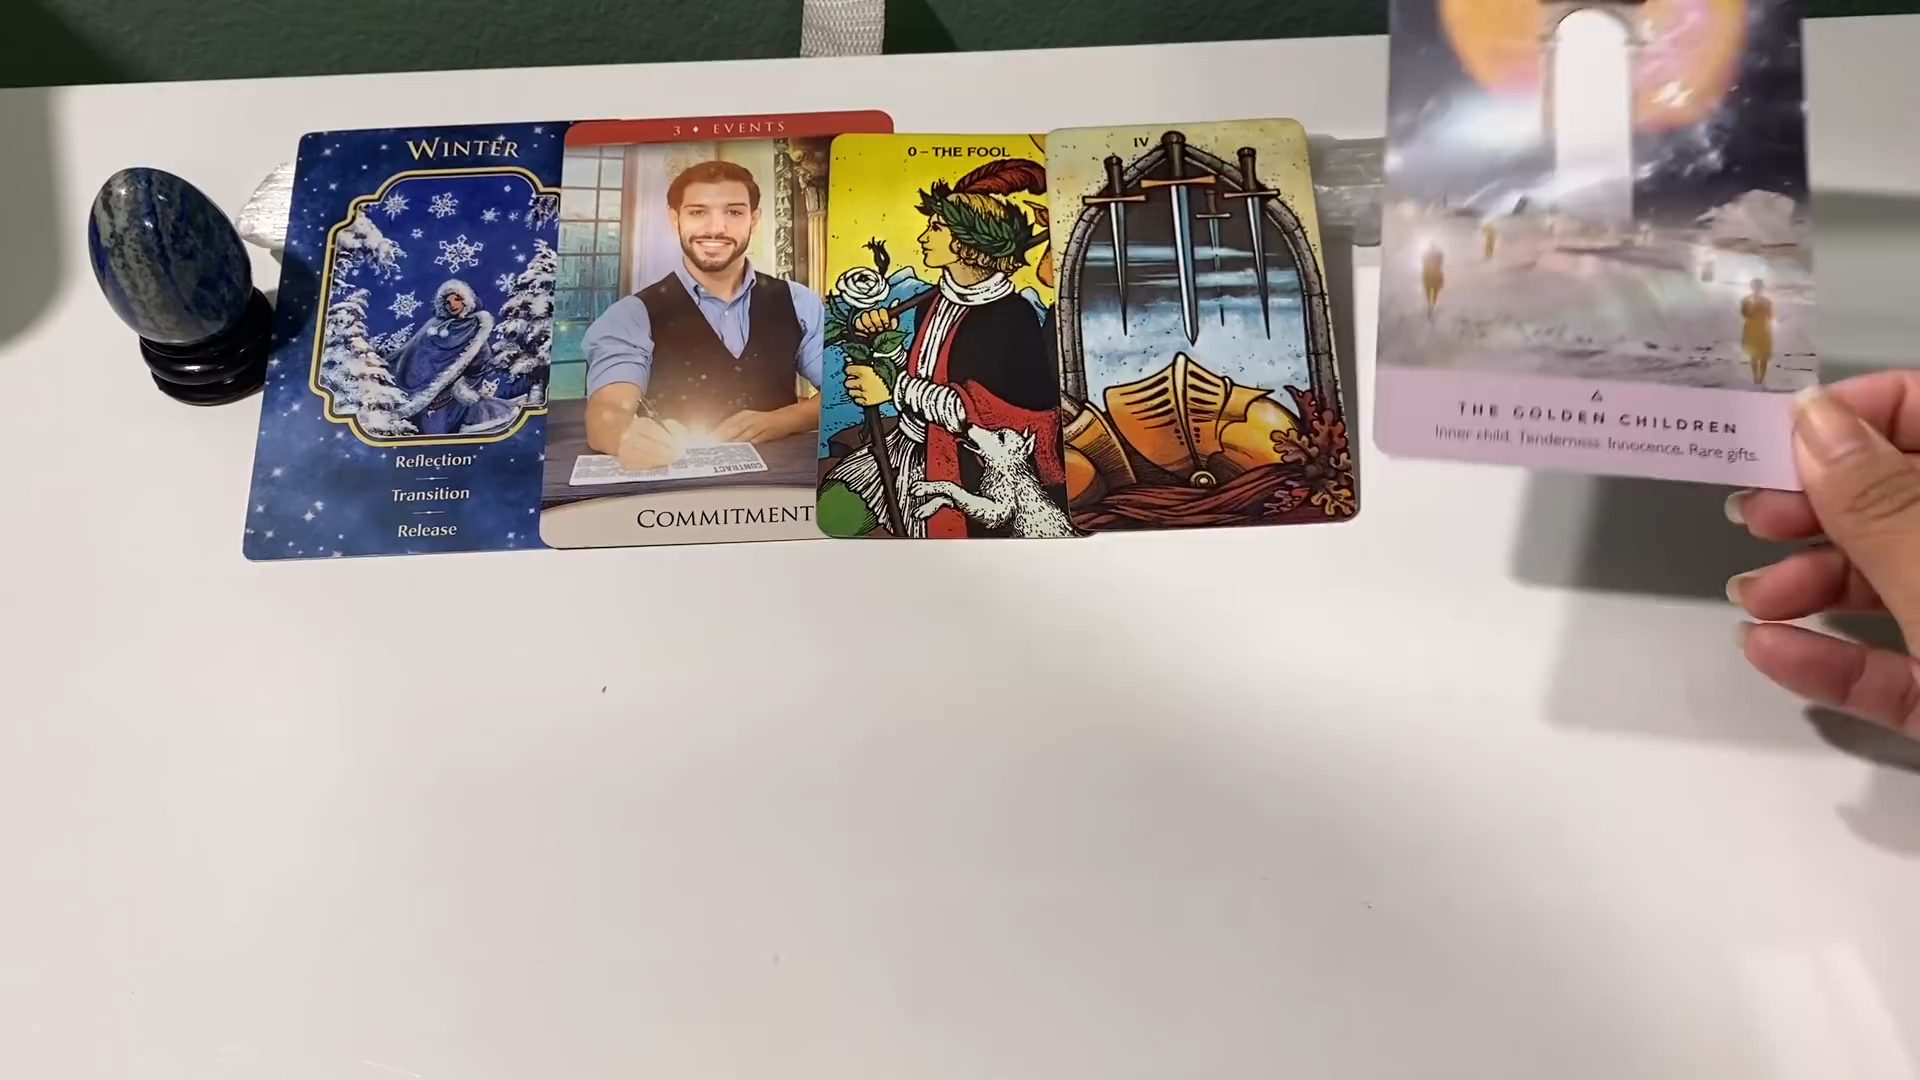 WINTER
Reflection
Transition
Release
3 • EVENTS
CONTRACT
COMMITMENT
0 – THE FOOL
IV
THE GOLDEN CHILDREN
Inner child. Tenderness. Innocence. Rare gifts.